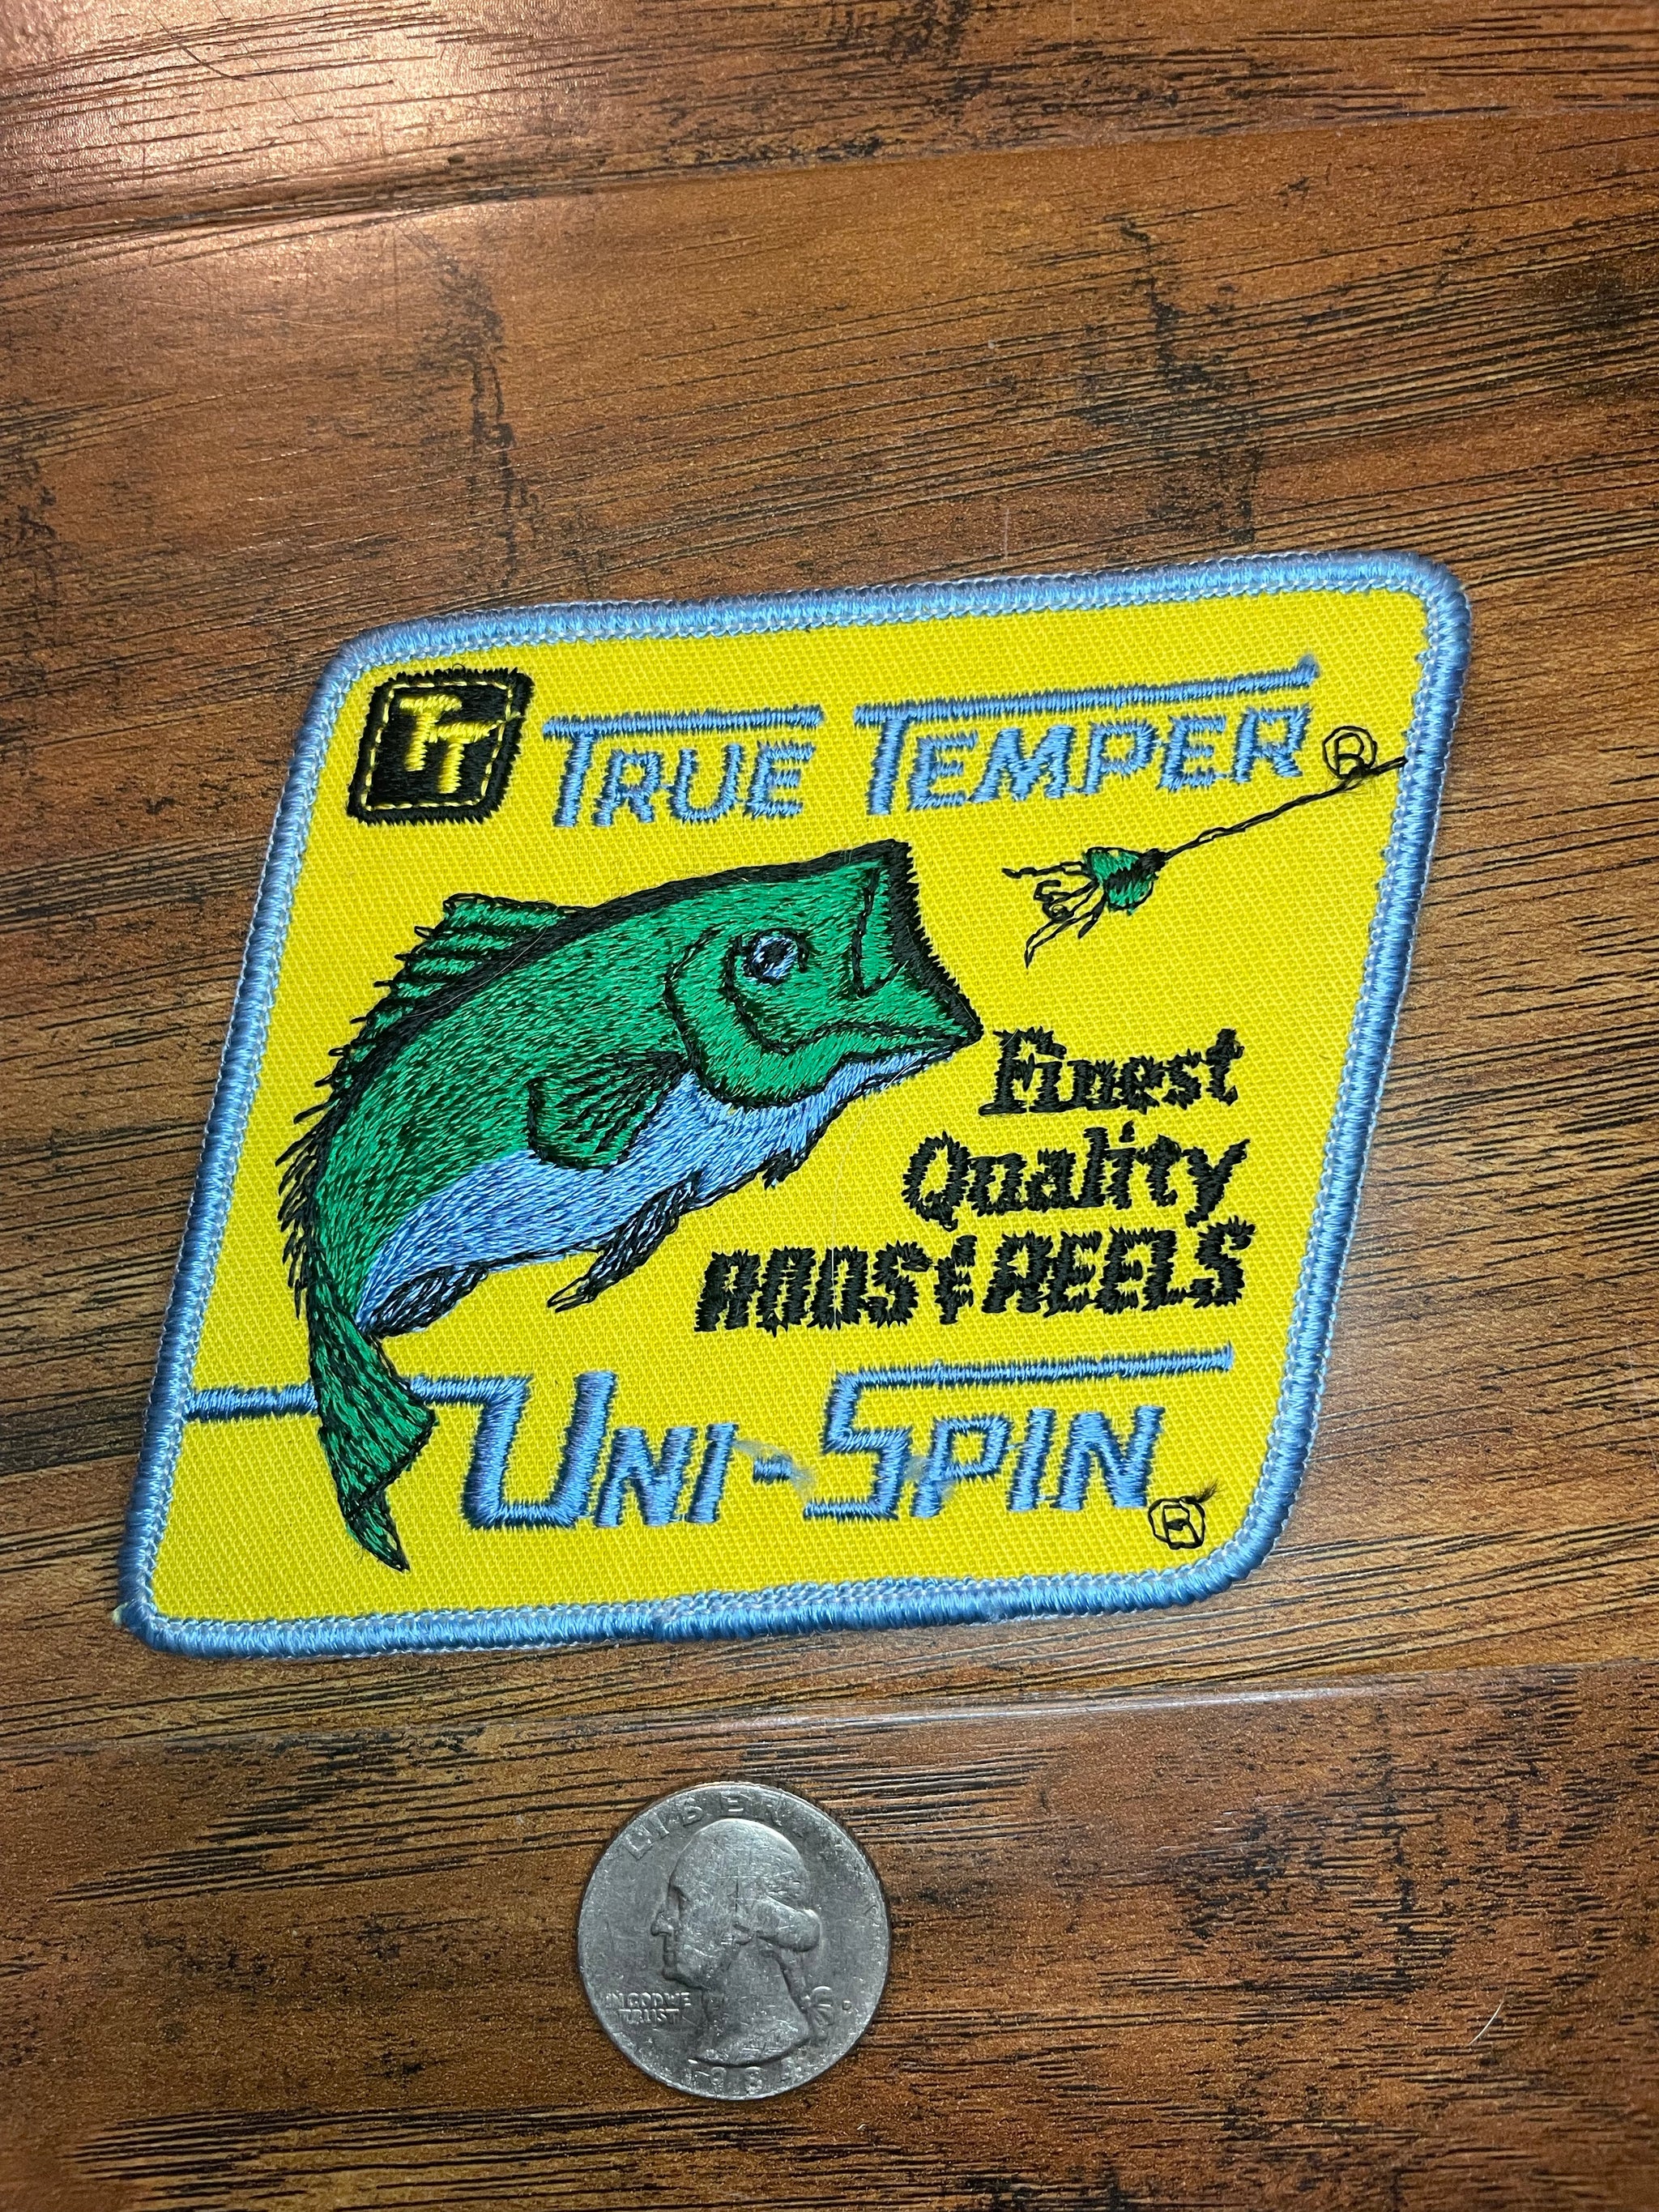 TT TRUE TEMPER ®
Finest
Quality
RODS & REELS
UNI-SPIN ®
LIBERTY
IN GOD WE
TRUST